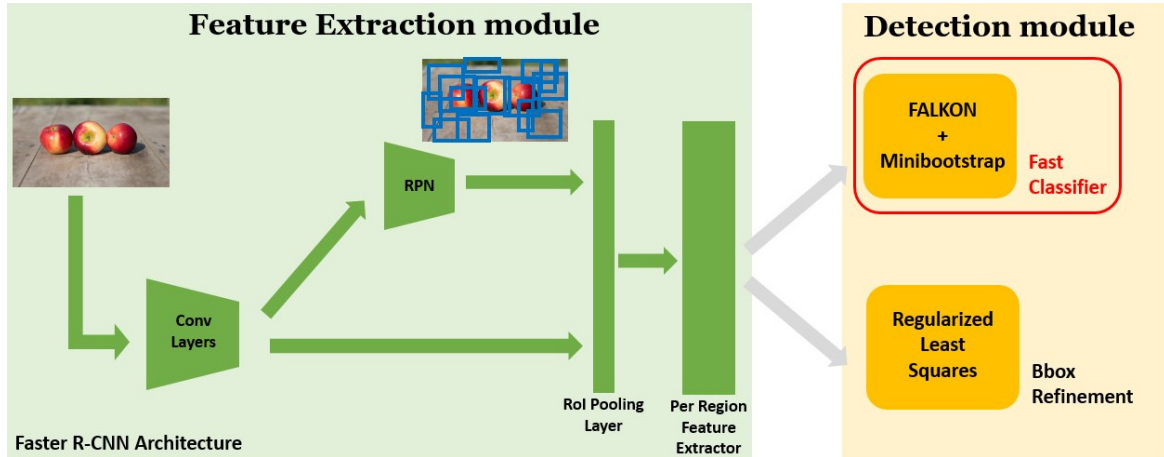 Feature Extraction module
Detection module
FALKON
+
Minibootstrap
Fast
Classifier
RPN
Conv
Layers
Regularized
Least
Squares
Bbox
Refinement
RoI Pooling
Layer
Per Region
Feature
Extractor
Faster R-CNN Architecture